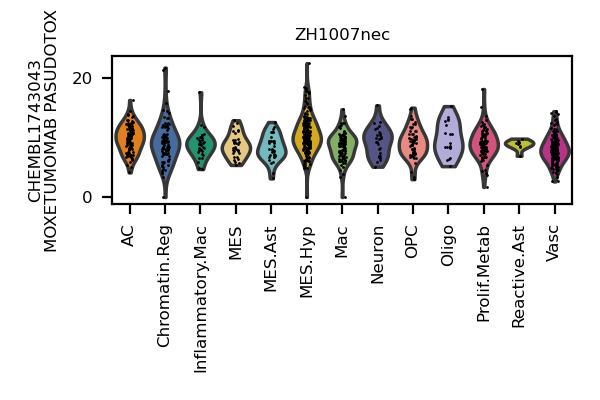 ZH1007nec
CHEMBL1743043
MOXETUMOMAB PASUDOTOX
20
0
AC
Chromatin.Reg
Inflammatory.Mac
MES
MES.Ast
MES.Hyp
Mac
Neuron
OPC
Oligo
Prolif.Metab
Reactive.Ast
Vasc